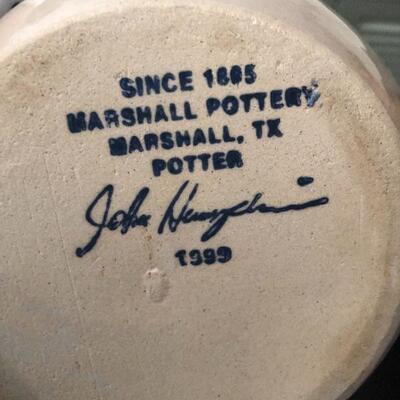 SINCE 1895
MARSHALL POTTERY
MARSHALL, TX
POTTER
John
1999